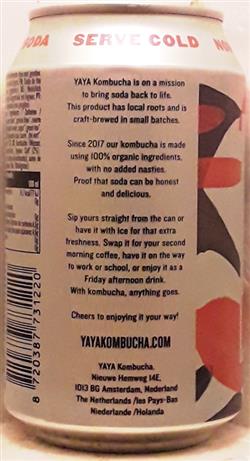 SODA SERVE COLD
YAYA Kombucha is on a mission
to bring soda back to life.
This product has local roots and is
craft-brewed in small batches.
Since 2017 our kombucha is made
using 100% organic ingredients,
with no added nasties.
Proof that soda can be honest
and delicious.
Sip yours straight from the can or
have it with ice for that extra
freshness. Swap it for your second
morning coffee, have it on the way
to work or school, or enjoy it as a
Friday afternoon drink.
With kombucha, anything goes.
Cheers to enjoying it your way!
YAYAKOMBUCHA.COM
YAYA Kombucha,
Nieuwe Hemweg 14E,
1013 BG Amsterdam, Nederland
The Netherlands /les Pays-Bas
Niederlande /Holanda
8 720387 731220